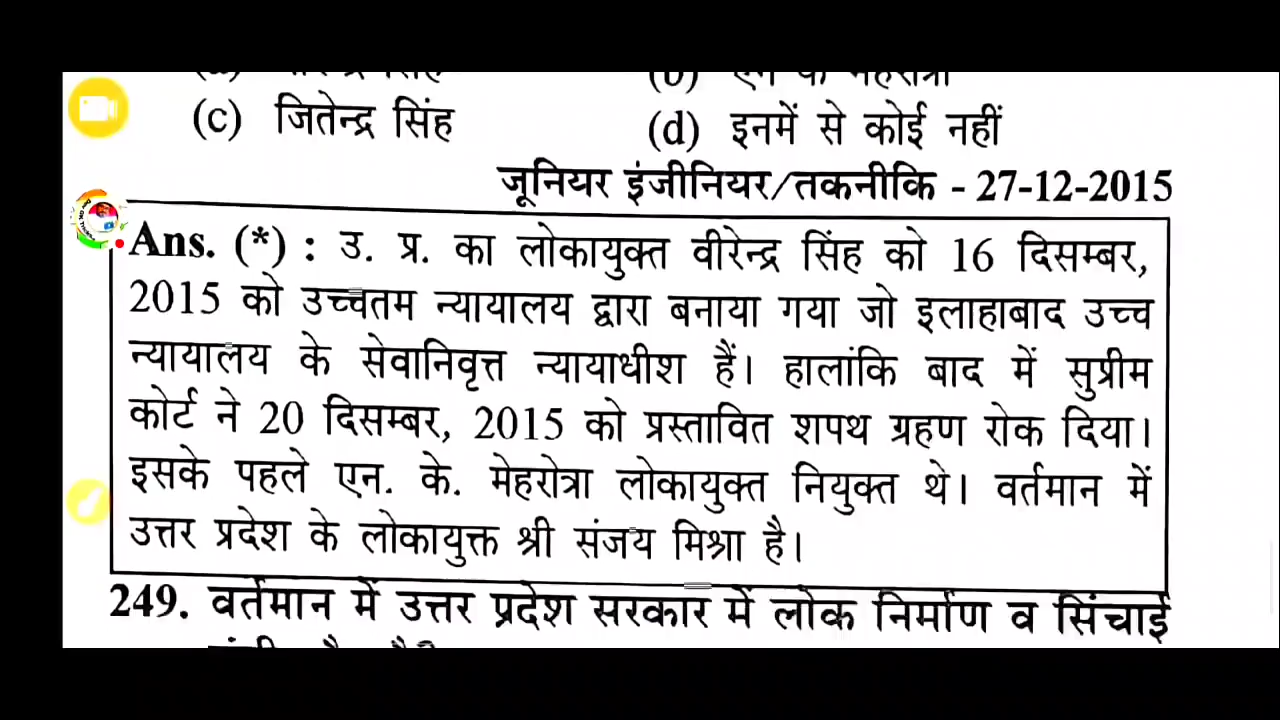 (c) जितेन्द्र सिंह (d) इनमें से कोई नहीं
जूनियर इंजीनियर/तकनीकि - 27-12-2015
Ans. (*) : उ. प्र. का लोकायुक्त वीरेन्द्र सिंह को 16 दिसम्बर,
2015 को उच्चतम न्यायालय द्वारा बनाया गया जो इलाहाबाद उच्च
न्यायालय के सेवानिवृत्त न्यायाधीश हैं। हालांकि बाद में सुप्रीम
कोर्ट ने 20 दिसम्बर, 2015 को प्रस्तावित शपथ ग्रहण रोक दिया।
इसके पहले एन. के. मेहरोत्रा लोकायुक्त नियुक्त थे। वर्तमान में
उत्तर प्रदेश के लोकायुक्त श्री संजय मिश्रा है।
249. वर्तमान में उत्तर प्रदेश सरकार में लोक निर्माण व सिंचाई